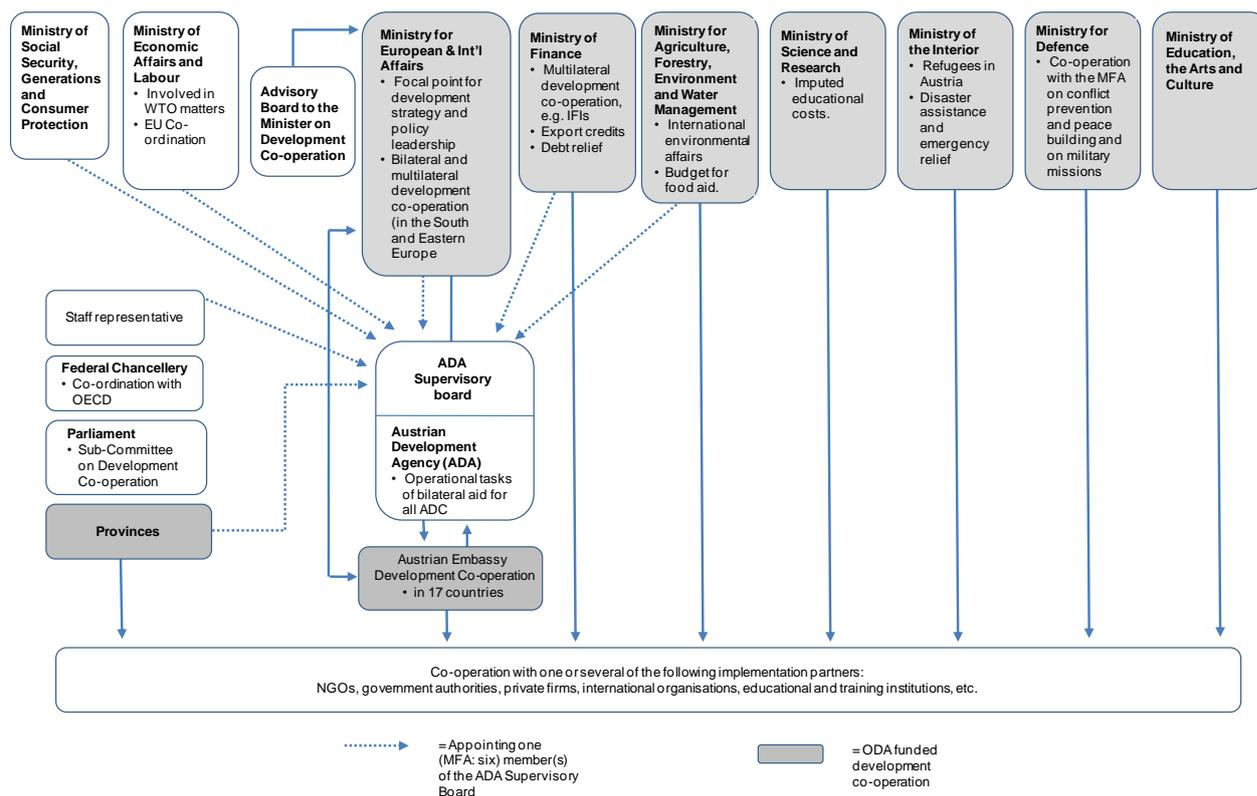 Ministry of
Social
Security,
Generations
and
Consumer
Protection
Ministry of
Economic
Affairs and
Labour
• Involved in
WTO matters
• EU Co-
ordination
Advisory
Board to the
Minister on
Development
Co-operation
Ministry for
European & Int'l
Affairs
• Focal point for
development
strategy and
policy
leadership
• Bilateral and
multilateral
development
co-operation
(in the South
and Eastern
Europe
Ministry of
Finance
• Multilateral
development
co-operation,
e.g. IFIs
• Export credits
• Debt relief
Ministry for
Agriculture,
Forestry,
Environment
and Water
Management
• International
environmental
affairs
• Budget for
food aid.
Ministry of
Science and
Research
• Imputed
educational
costs.
Ministry of
the Interior
• Refugees in
Austria
• Disaster
assistance
and
emergency
relief
Ministry for
Defence
• Co-operation
with the MFA
on conflict
prevention
and peace
building and
on military
missions
Ministry of
Education,
the Arts and
Culture
Staff representative
Federal Chancellery
• Co-ordination with
OECD
Parliament
• Sub-Committee
on Development
Co-operation
Provinces
ADA
Supervisory
board
Austrian
Development
Agency (ADA)
• Operational tasks
of bilateral aid for
all ADC
Austrian Embassy
Development Co-operation
• in 17 countries
Co-operation with one or several of the following implementation partners:
NGOs, government authorities, private firms, international organisations, educational and training institutions, etc.
= Appointing one
(MFA: six) member(s)
of the ADA Supervisory
Board
= ODA funded
development
co-operation